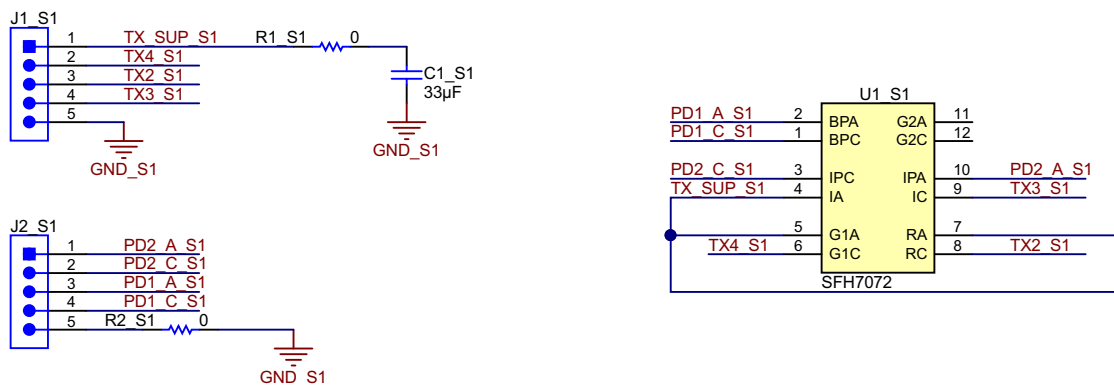 J1_S1
1 TX_SUP_S1 R1_S1 0
2 TX4_S1
3 TX2_S1
4 TX3_S1
5
GND_S1
C1_S1
33µF
GND_S1
J2_S1
1 PD2_A_S1
2 PD2_C_S1
3 PD1_A_S1
4 PD1_C_S1
5 R2_S1 0
GND_S1
U1_S1
PD1_A_S1 2 BPA G2A 11
PD1_C_S1 1 BPC G2C 12
PD2_C_S1 3 IPC IPA 10 PD2_A_S1
TX_SUP_S1 4 IA IC 9 TX3_S1
5 G1A RA 7
TX4_S1 6 G1C RC 8 TX2_S1
SFH7072